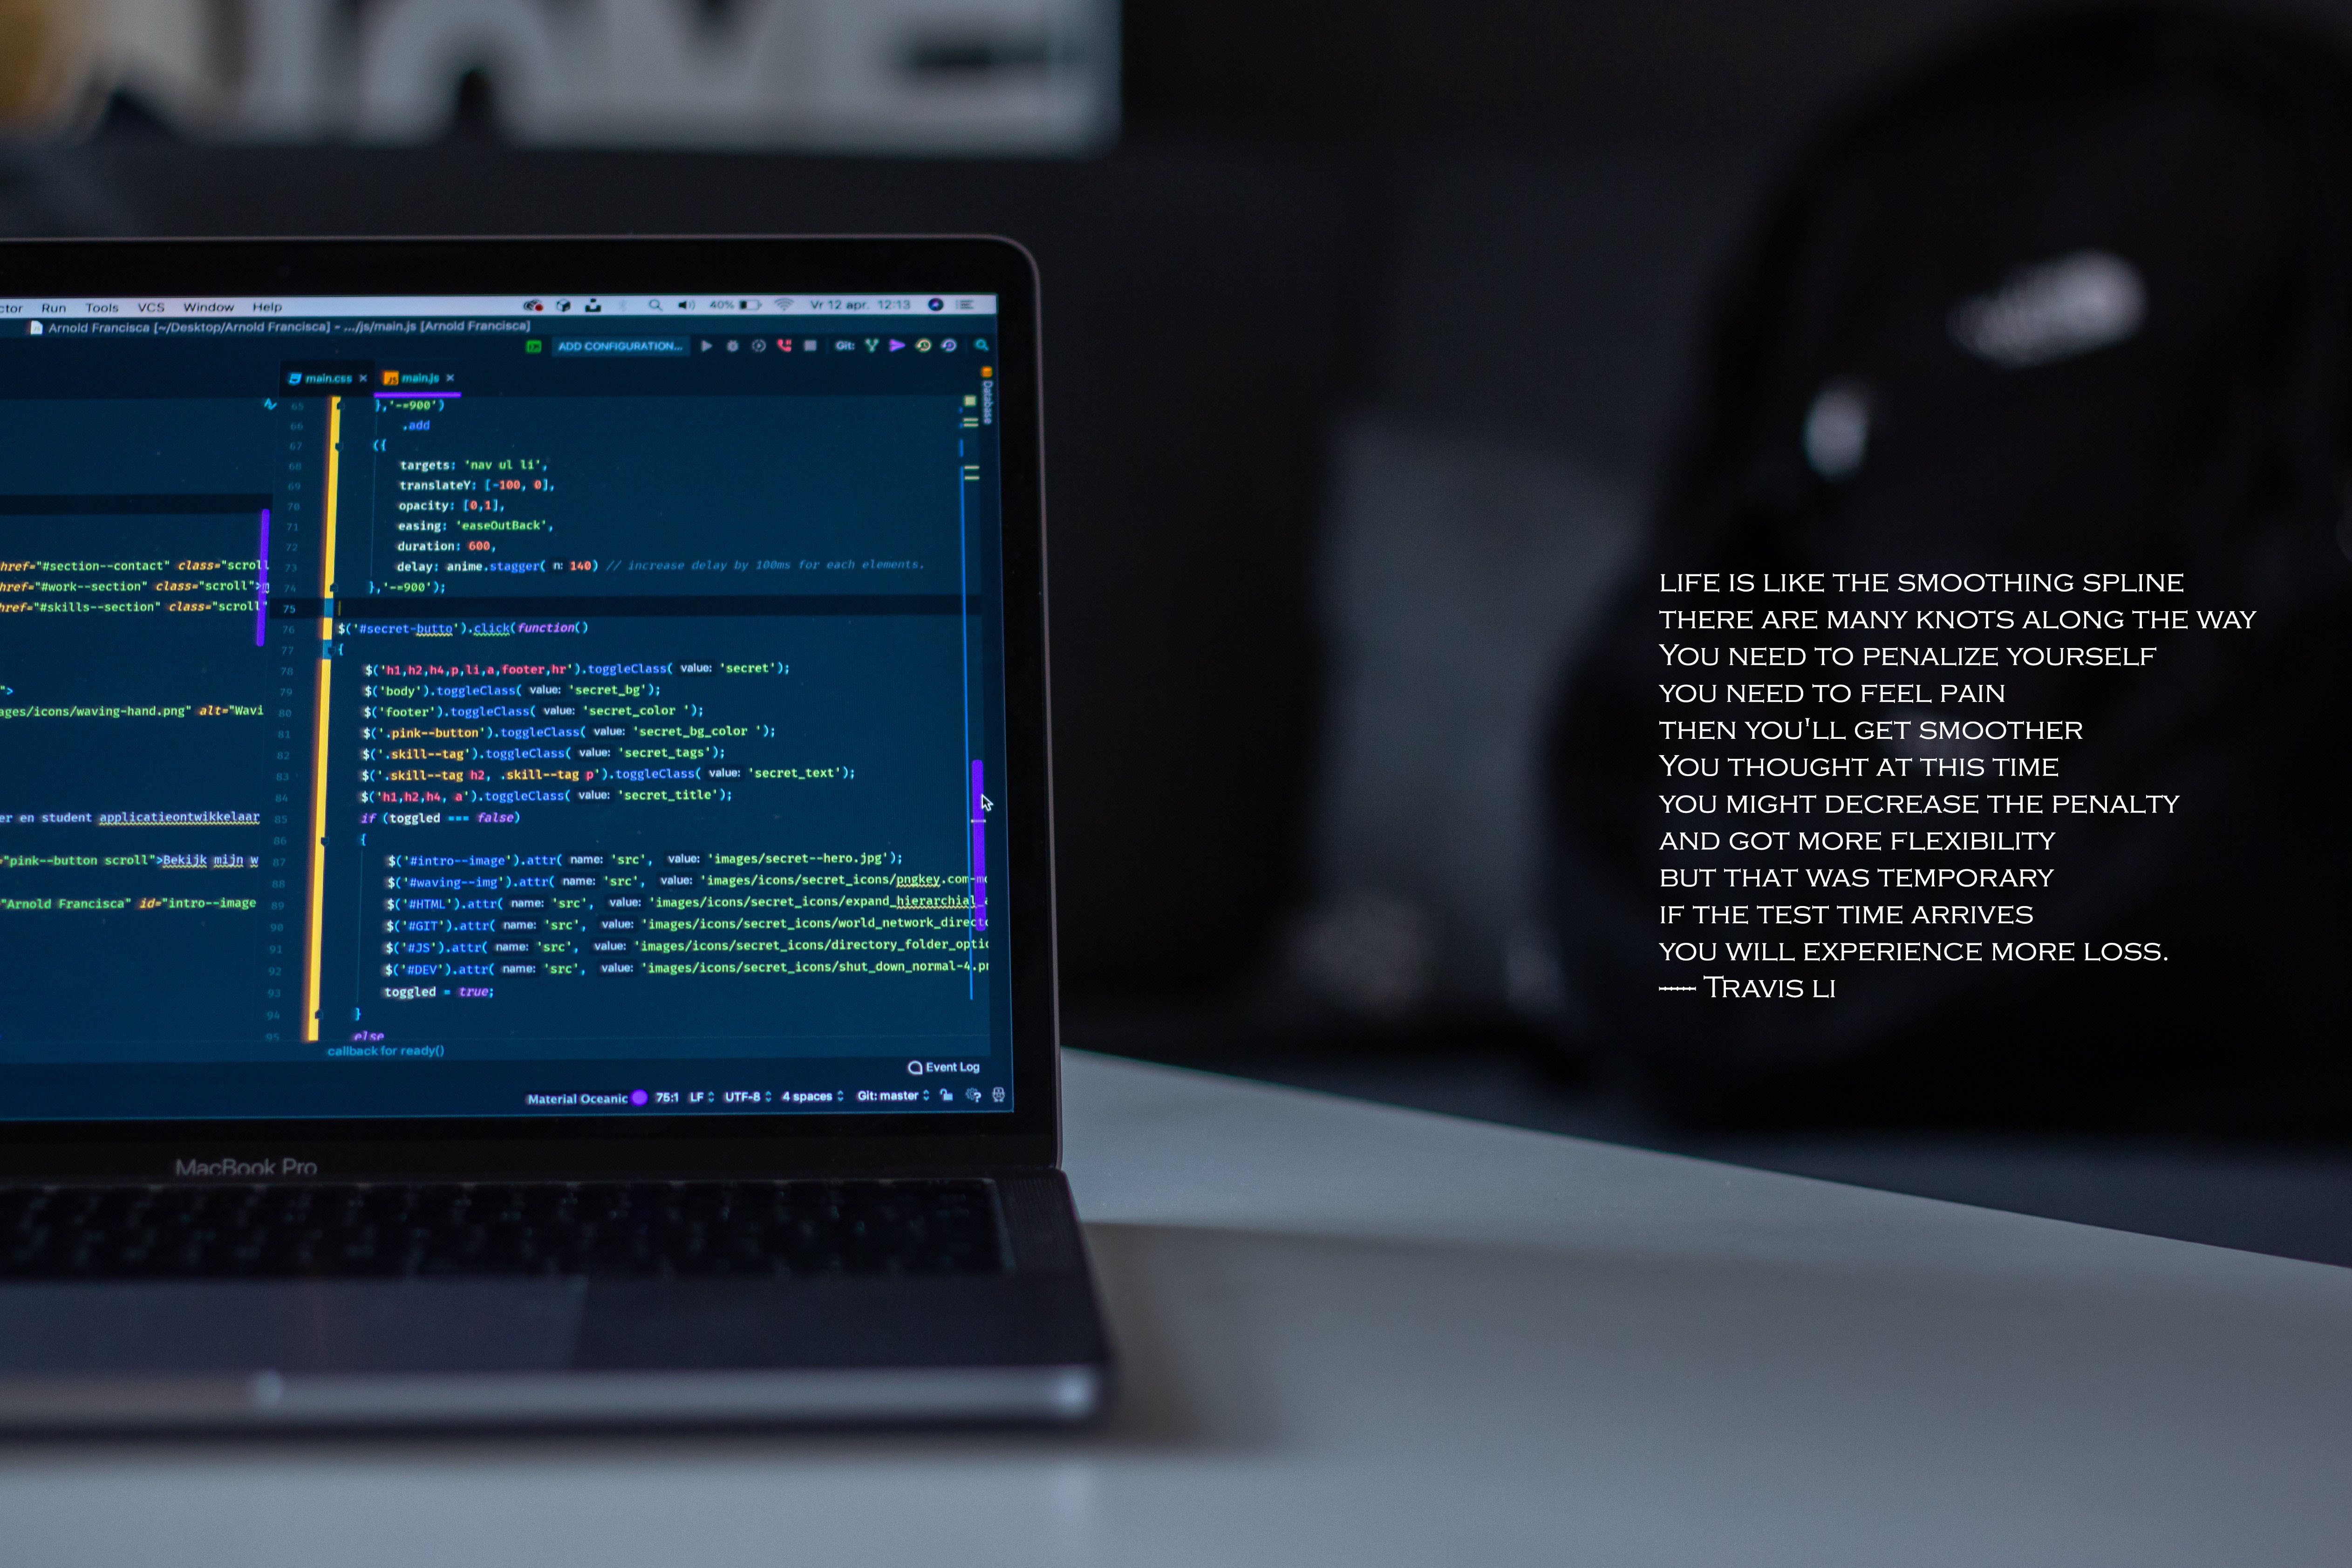 ctor Run Tools VCS Window Help 40% Vr 12 apr. 12:13
Arnold Francisca [~/Desktop/Arnold Francisca] - .../js/main.js [Arnold Francisca]
ADD CONFIGURATION... Git:
main.css × main.js ×
Database
href="#section--contact" class="scroll
href="#work--section" class="scroll">m
href="#skills--section" class="scroll"
">
ages/icons/waving-hand.png" alt="Wavi
er en student applicatieontwikkelaar
="pink--button scroll">Bekijk mijn w
"Arnold Francisca" id="intro--image
65 },'-=900')
66 .add
67 ({
68 targets: 'nav ul li',
69 translateY: [-100, 0],
70 opacity: [0,1],
71 easing: 'easeOutBack',
72 duration: 600,
73 delay: anime.stagger( n: 140) // increase delay by 100ms for each elements.
74 },'-=900');
75
76 $('#secret-butto').click(function()
77 {
78 $('h1,h2,h4,p,li,a,footer,hr').toggleClass( value: 'secret');
79 $('body').toggleClass( value: 'secret_bg');
80 $('footer').toggleClass( value: 'secret_color ');
81 $('.pink--button').toggleClass( value: 'secret_bg_color ');
82 $('.skill--tag').toggleClass( value: 'secret_tags');
83 $('.skill--tag h2, .skill--tag p').toggleClass( value: 'secret_text');
84 $('h1,h2,h4, a').toggleClass( value: 'secret_title');
85 if (toggled === false)
86 {
87 $('#intro--image').attr( name: 'src', value: 'images/secret--hero.jpg');
88 $('#waving--img').attr( name: 'src', value: 'images/icons/secret_icons/pngkey.com-m
89 $('#HTML').attr( name: 'src', value: 'images/icons/secret_icons/expand_hierarchial_
90 $('#GIT').attr( name: 'src', value: 'images/icons/secret_icons/world_network_direct
91 $('#JS').attr( name: 'src', value: 'images/icons/secret_icons/directory_folder_optic
92 $('#DEV').attr( name: 'src', value: 'images/icons/secret_icons/shut_down_normal-4.pn
93 toggled = true;
94 }
95 else
callback for ready()
Event Log
Material Oceanic 75:1 LF UTF-8 4 spaces Git: master
MacBook Pro
LIFE IS LIKE THE SMOOTHING SPLINE
THERE ARE MANY KNOTS ALONG THE WAY
YOU NEED TO PENALIZE YOURSELF
YOU NEED TO FEEL PAIN
THEN YOU'LL GET SMOOTHER
YOU THOUGHT AT THIS TIME
YOU MIGHT DECREASE THE PENALTY
AND GOT MORE FLEXIBILITY
BUT THAT WAS TEMPORARY
IF THE TEST TIME ARRIVES
YOU WILL EXPERIENCE MORE LOSS.
—— TRAVIS LI